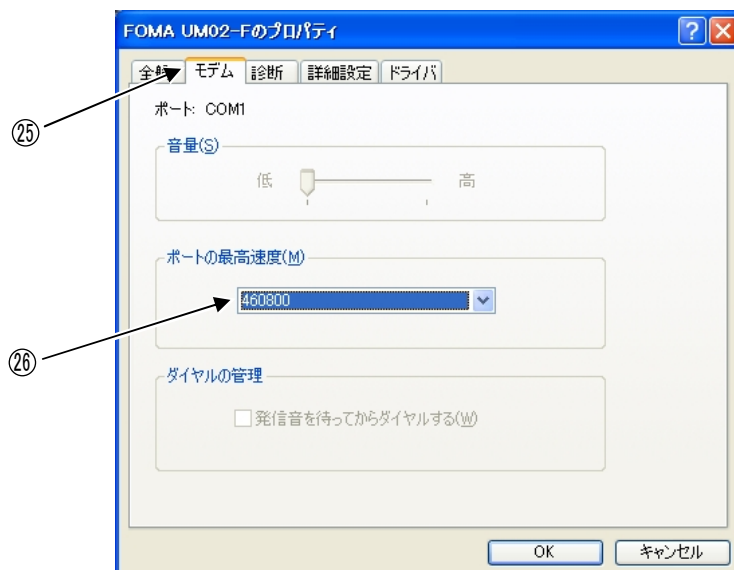 FOMA UM02-Fのプロパティ
全般 モデム 診断 詳細設定 ドライバ
ポート: COM1
㉕
音量(S)
低 高
ポートの最高速度(M)
460800
㉖
ダイヤルの管理
発信音を待ってからダイヤルする(W)
OK キャンセル